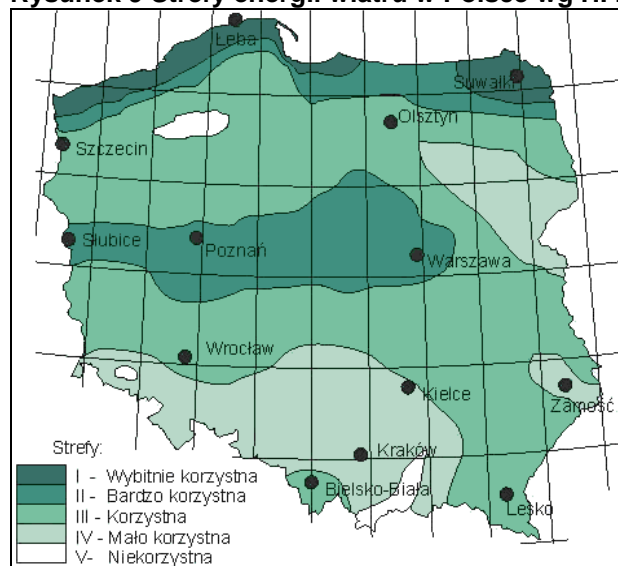 Rysunek 3 Strefy energii wiatru w Polsce wg H.
Łeba
Suwałki
Olsztyn
Szczecin
Słubice
Poznań
Warszawa
Wrocław
Kielce
Zamość
Kraków
Bielsko-Biała
Lesko
Strefy:
I - Wybitnie korzystna
II - Bardzo korzystna
III - Korzystna
IV - Mało korzystna
V- Niekorzystna